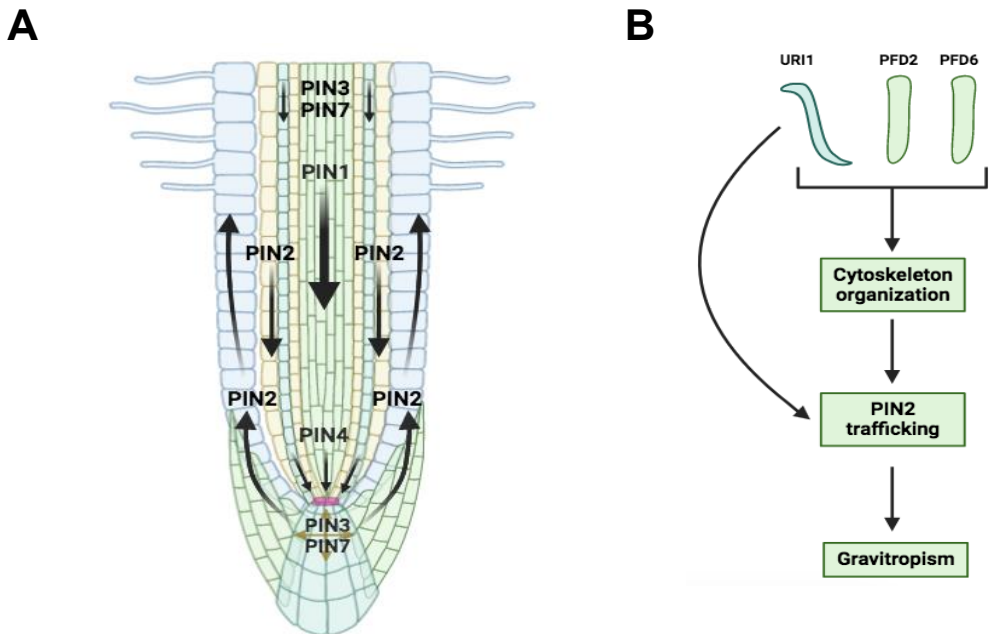 A
PIN3
PIN7
PIN1
PIN2 PIN2
PIN2 PIN2
PIN4
PIN3
PIN7
B
URI1 PFD2 PFD6
Cytoskeleton
organization
PIN2
trafficking
Gravitropism